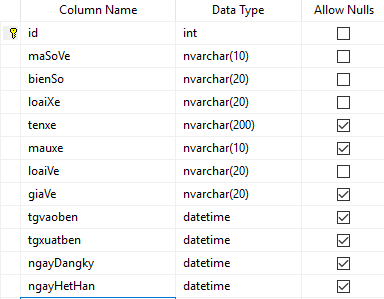 Column Name Data Type Allow Nulls
id int
maSoVe nvarchar(10)
bienSo nvarchar(20)
loaiXe nvarchar(20)
tenxe nvarchar(200)
mauxe nvarchar(10)
loaiVe nvarchar(20)
giaVe nvarchar(20)
tgvaoben datetime
tgxuatben datetime
ngayDangky datetime
ngayHetHan datetime